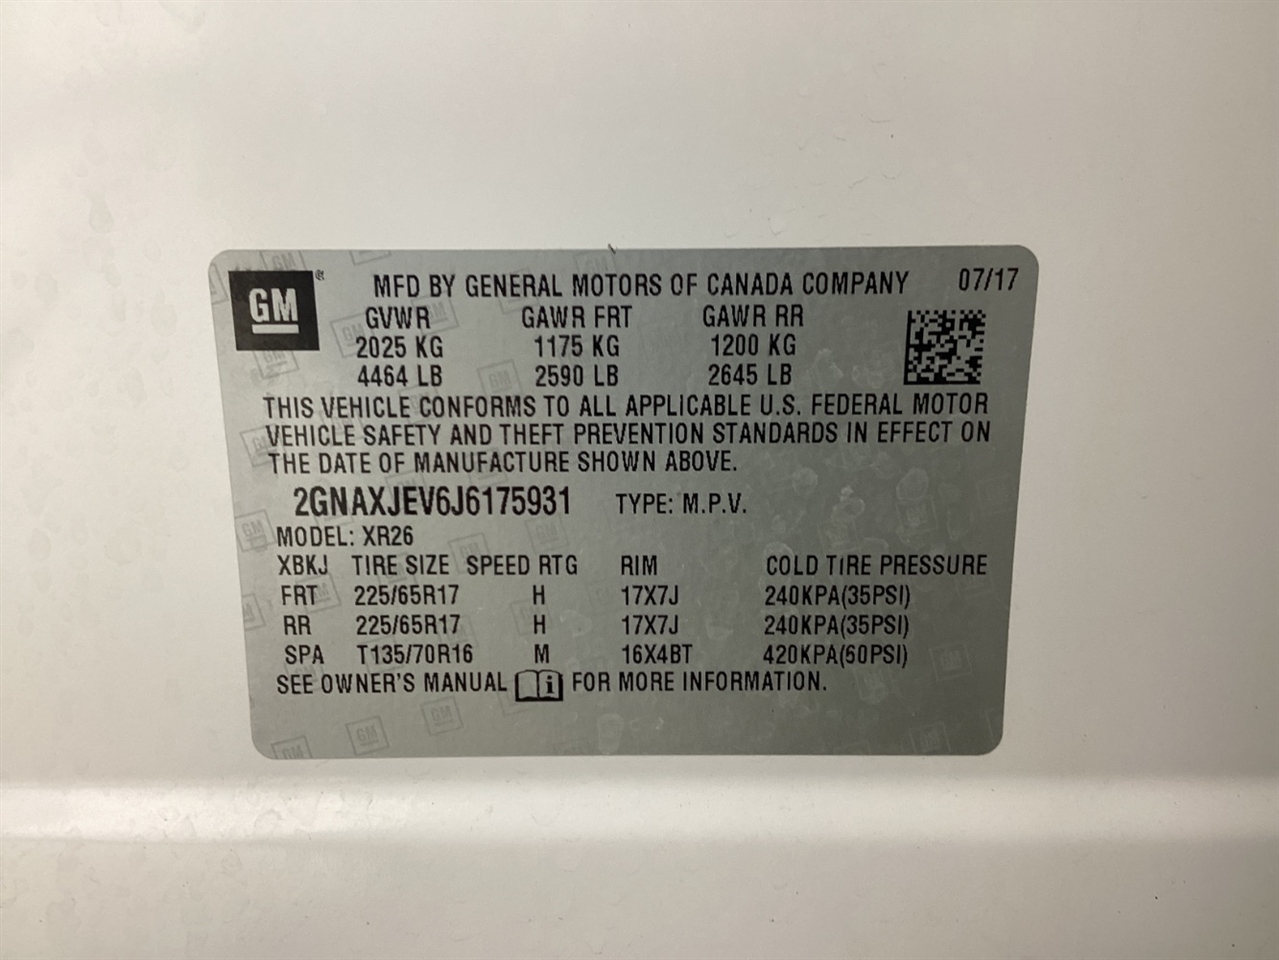 GM ® MFD BY GENERAL MOTORS OF CANADA COMPANY 07/17
GVWR GAWR FRT GAWR RR
2025 KG 1175 KG 1200 KG
4464 LB 2590 LB 2645 LB
THIS VEHICLE CONFORMS TO ALL APPLICABLE U.S. FEDERAL MOTOR
VEHICLE SAFETY AND THEFT PREVENTION STANDARDS IN EFFECT ON
THE DATE OF MANUFACTURE SHOWN ABOVE.
2GNAXJEV6J6175931 TYPE: M.P.V.
MODEL: XR26
XBKJ TIRE SIZE SPEED RTG RIM COLD TIRE PRESSURE
FRT 225/65R17 H 17X7J 240KPA(35PSI)
RR 225/65R17 H 17X7J 240KPA(35PSI)
SPA T135/70R16 M 16X4BT 420KPA(60PSI)
SEE OWNER'S MANUAL i FOR MORE INFORMATION.